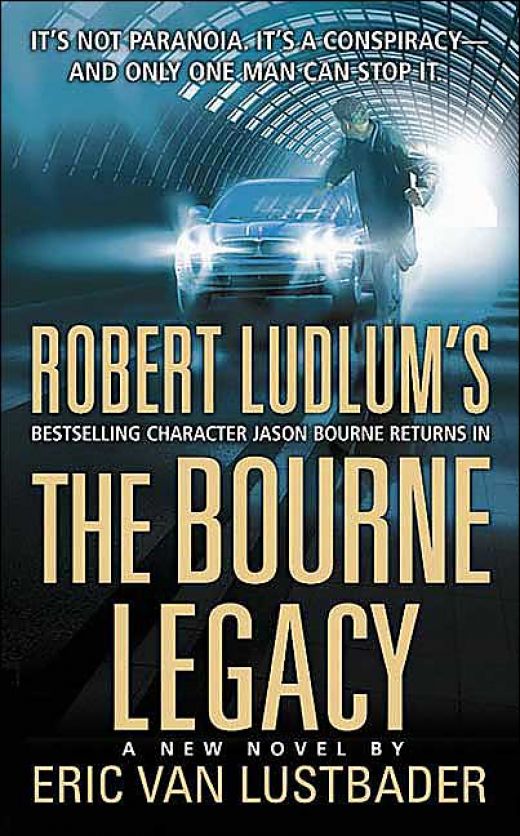 IT'S NOT PARANOIA. IT'S A CONSPIRACY—
AND ONLY ONE MAN CAN STOP IT.
ROBERT LUDLUM'S
BESTSELLING CHARACTER JASON BOURNE RETURNS IN
THE BOURNE
LEGACY
A NEW NOVEL BY
ERIC VAN LUSTBADER